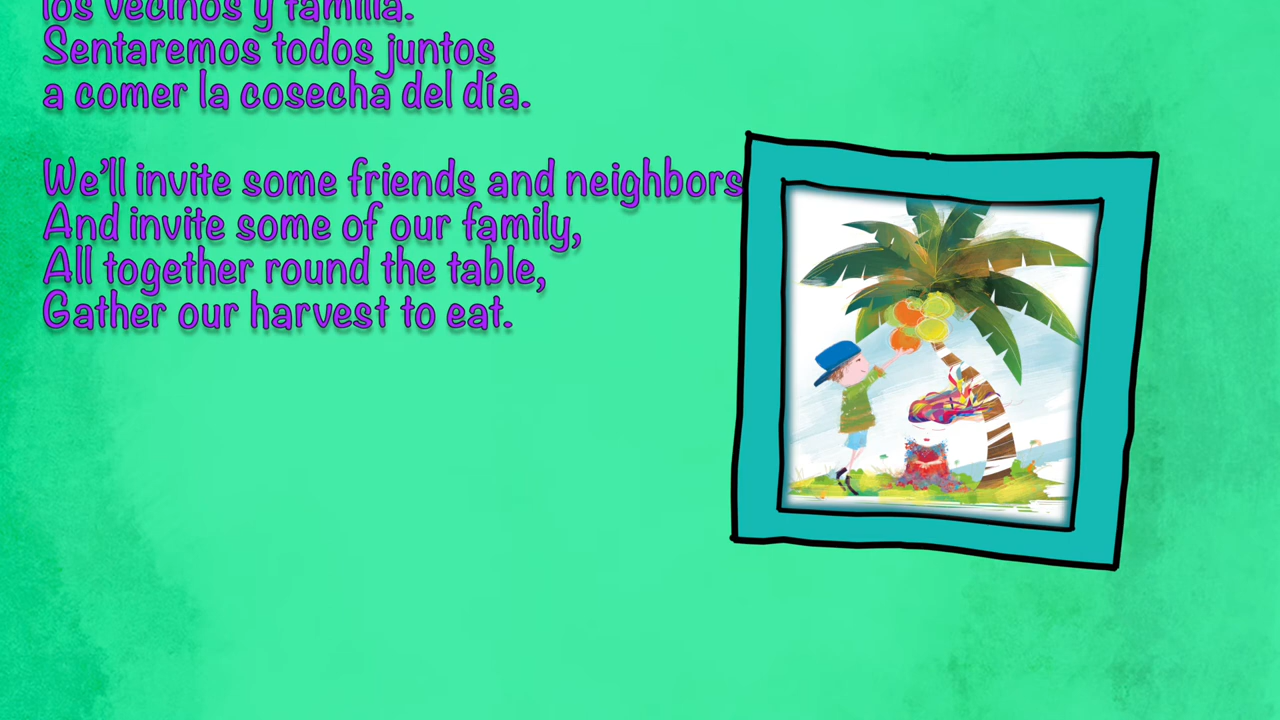 los vecinos y familia.
Sentaremos todos juntos
a comer la cosecha del día.
We'll invite some friends and neighbors
And invite some of our family,
All together round the table,
Gather our harvest to eat.